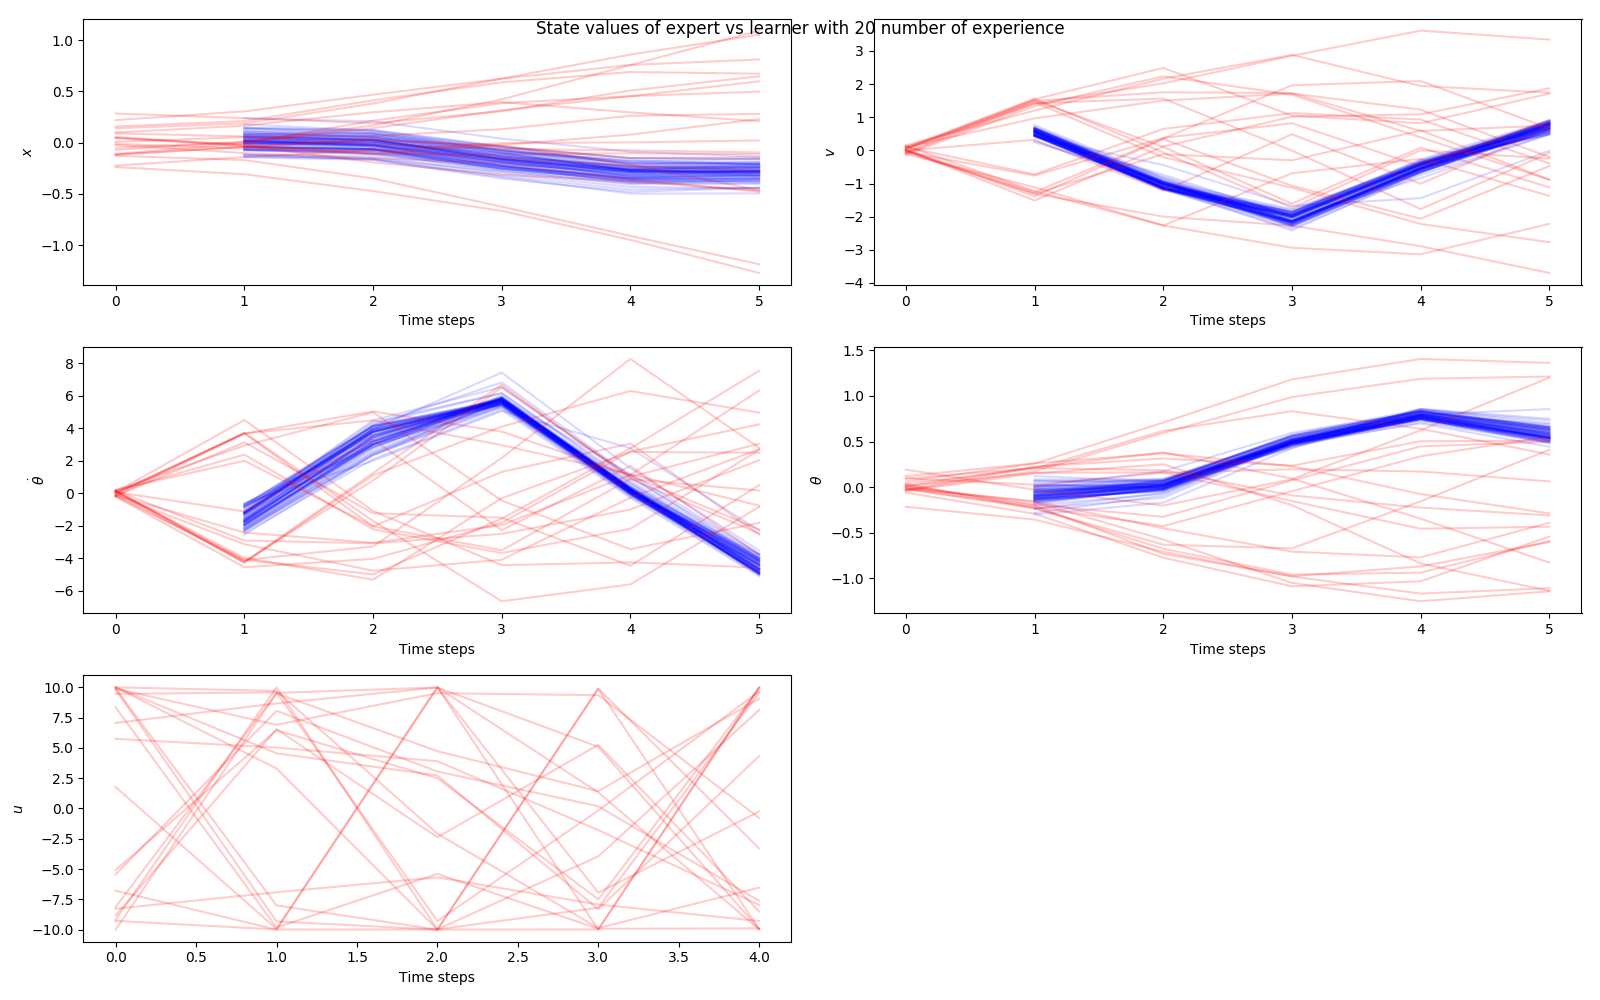 State values of expert vs learner with 20 number of experience
1.0
0.5
0.0
−0.5
−1.0
x
0 1 2 3 4 5
Time steps
3
2
1
0
−1
−2
−3
−4
v
0 1 2 3 4 5
Time steps
8
6
4
2
0
−2
−4
−6
θ̇
0 1 2 3 4 5
Time steps
1.5
1.0
0.5
0.0
−0.5
−1.0
θ
0 1 2 3 4 5
Time steps
10.0
7.5
5.0
2.5
0.0
−2.5
−5.0
−7.5
−10.0
u
0.0 0.5 1.0 1.5 2.0 2.5 3.0 3.5 4.0
Time steps